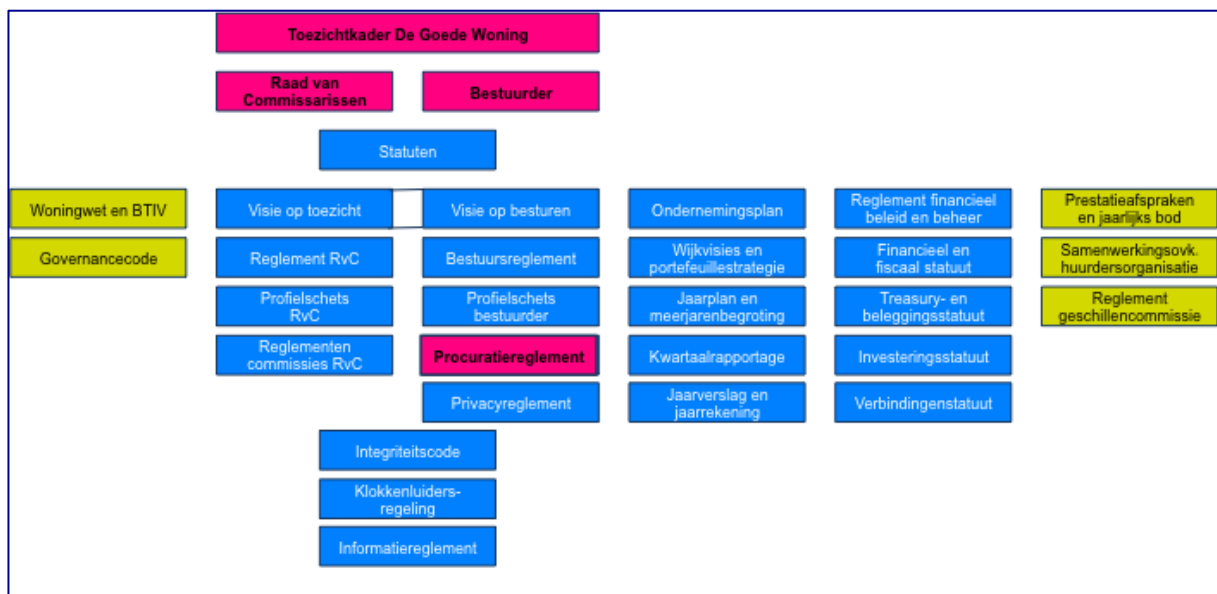 Toezichtkader De Goede Woning
Raad van
Commissarissen
Bestuurder
Statuten
Woningwet en BTIV
Visie op toezicht
Visie op besturen
Ondernemingsplan
Reglement financieel
beleid en beheer
Prestatieafspraken
en jaarlijks bod
Governancecode
Reglement RvC
Bestuursreglement
Wijkvisies en
portefeuillestrategie
Financieel en
fiscaal statuut
Samenwerkingsovk.
huurdersorganisatie
Profielschets
RvC
Profielschets
bestuurder
Jaarplan en
meerjarenbegroting
Treasury- en
beleggingsstatuut
Reglement
geschillencommissie
Reglementen
commissies RvC
Procuratiereglement
Kwartaalrapportage
Investeringsstatuut
Privacyreglement
Jaarverslag en
jaarrekening
Verbindingenstatuut
Integriteitscode
Klokkenluiders-
regeling
Informatiereglement